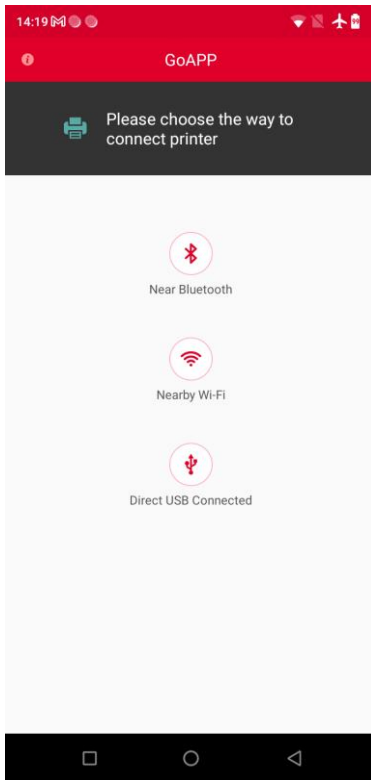 14:19
GoAPP
Please choose the way to
connect printer
Near Bluetooth
Nearby Wi-Fi
Direct USB Connected